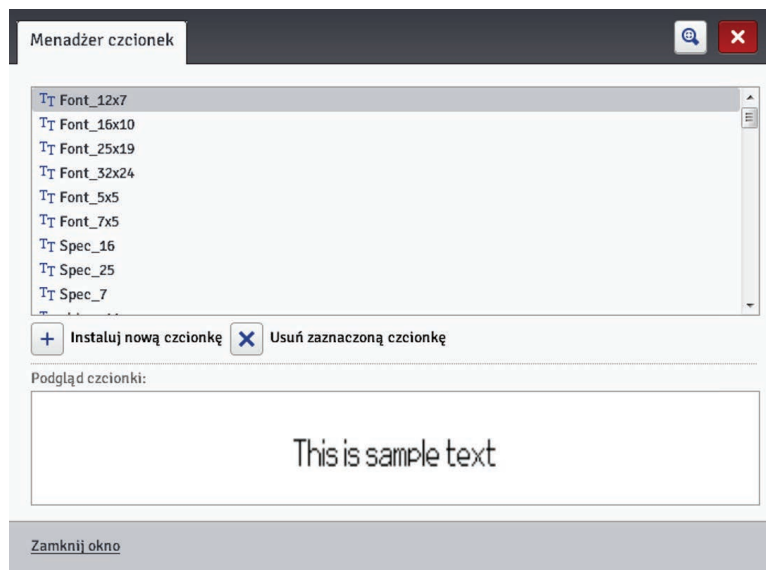 Menadżer czcionek
Font_12x7
Font_16x10
Font_25x19
Font_32x24
Font_5x5
Font_7x5
Spec_16
Spec_25
Spec_7
Instaluj nową czcionkę Usuń zaznaczoną czcionkę
Podgląd czcionki:
This is sample text
Zamknij okno